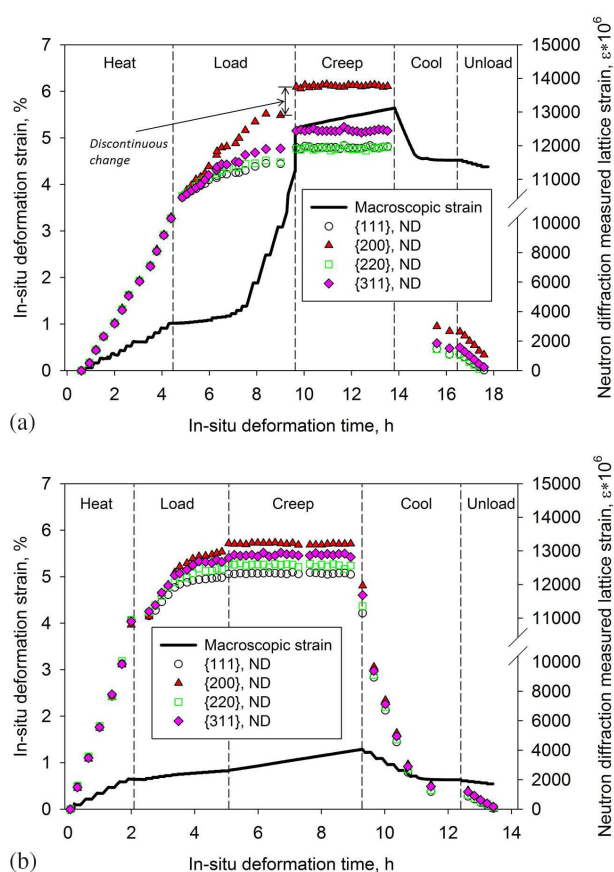 Heat Load Creep Cool Unload
Discontinuous
change
Macroscopic strain
{111}, ND
{200}, ND
{220}, ND
{311}, ND
In-situ deformation strain, %
7
6
5
4
3
2
1
0
Neutron diffraction measured lattice strain, ε*10⁶
15000
14000
13000
12000
11000
10000
8000
6000
4000
2000
0
0 2 4 6 8 10 12 14 16 18
In-situ deformation time, h
(a)
Heat Load Creep Cool Unload
Macroscopic strain
{111}, ND
{200}, ND
{220}, ND
{311}, ND
In-situ deformation strain, %
7
6
5
4
3
2
1
0
Neutron diffraction measured lattice strain, ε*10⁶
15000
14000
13000
12000
11000
10000
8000
6000
4000
2000
0
0 2 4 6 8 10 12 14
In-situ deformation time, h
(b)